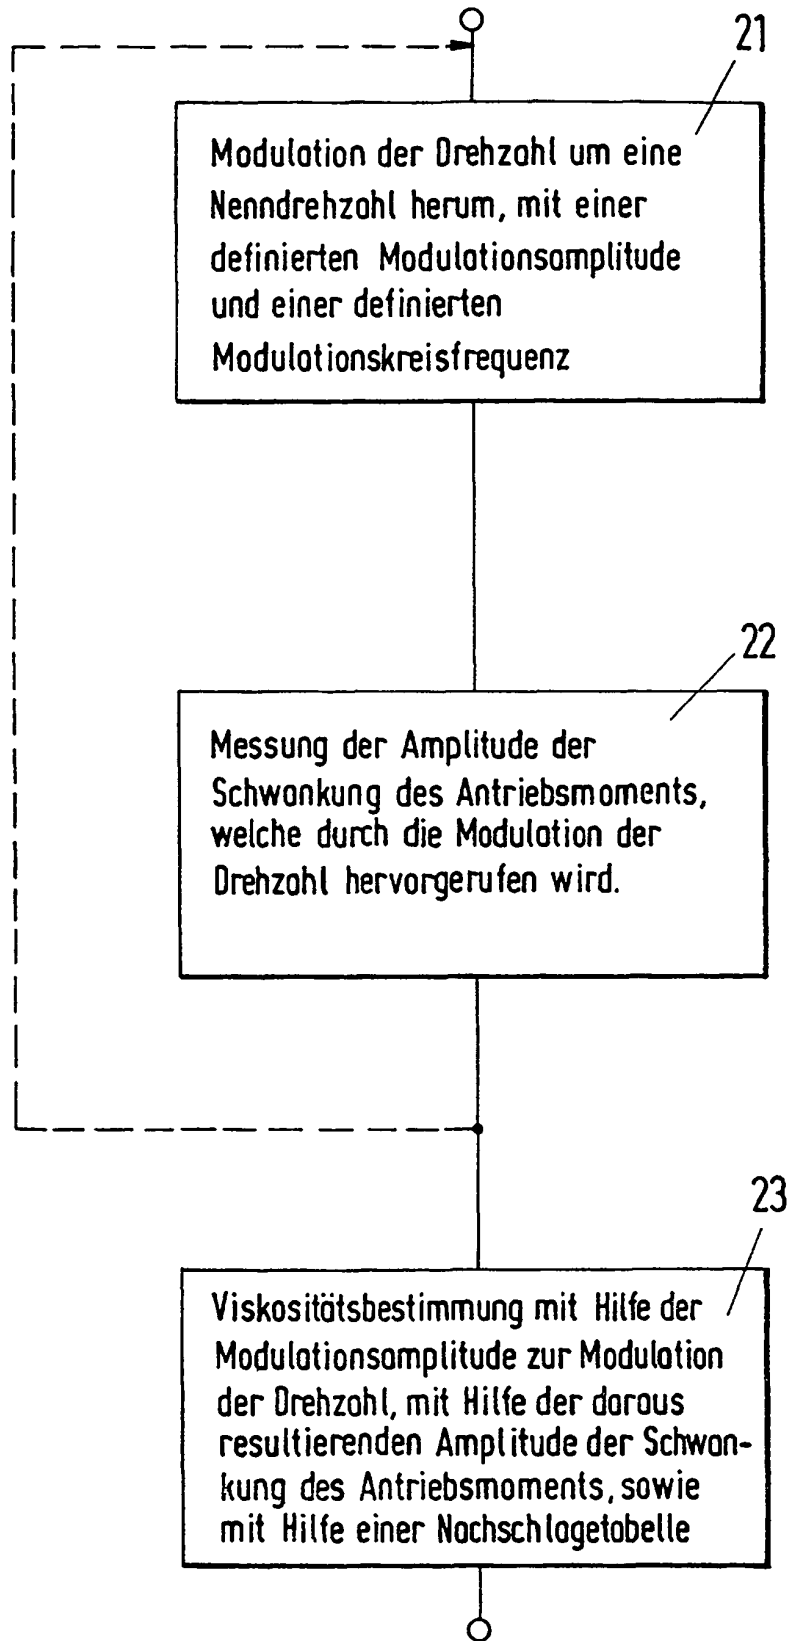 21
Modulation der Drehzahl um eine
Nenndrehzahl herum, mit einer
definierten Modulationsamplitude
und einer definierten
Modulationskreisfrequenz
22
Messung der Amplitude der
Schwankung des Antriebsmoments,
welche durch die Modulation der
Drehzahl hervorgerufen wird.
23
Viskositätsbestimmung mit Hilfe der
Modulationsamplitude zur Modulation
der Drehzahl, mit Hilfe der daraus
resultierenden Amplitude der Schwan-
kung des Antriebsmoments, sowie
mit Hilfe einer Nachschlagetabelle